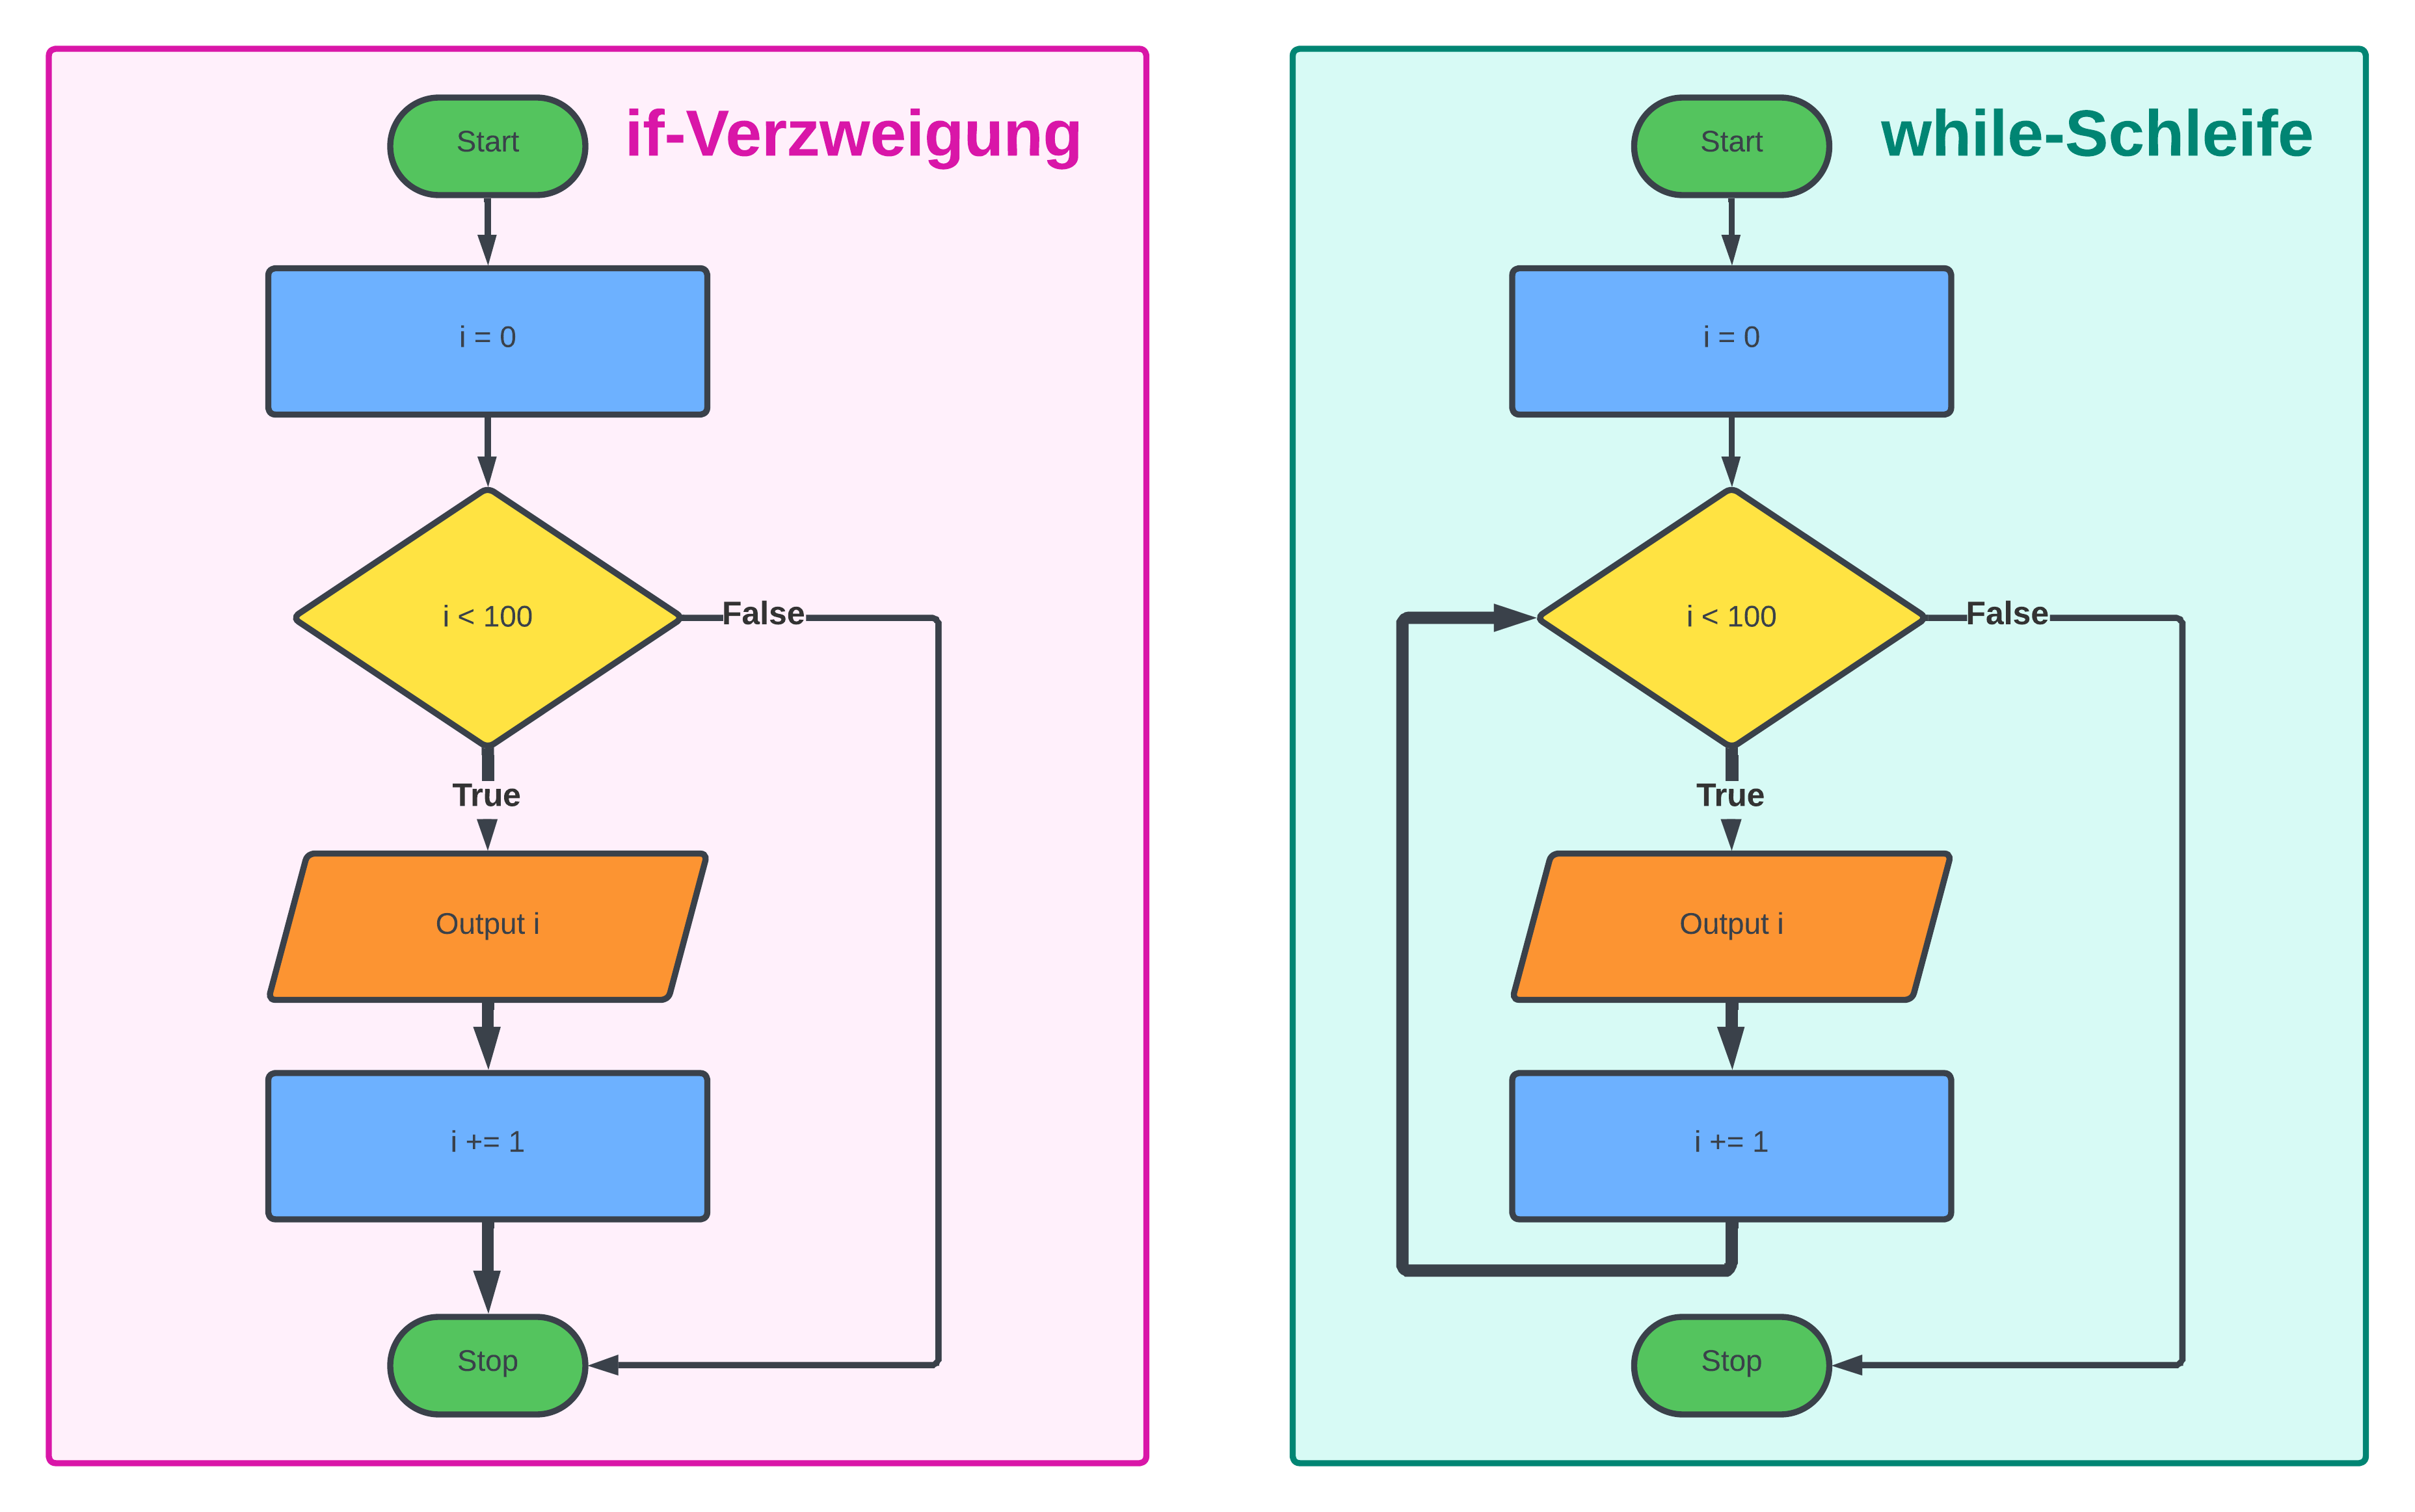 if-Verzweigung
Start
i = 0
i < 100
False
True
Output i
i += 1
Stop
while-Schleife
Start
i = 0
i < 100
False
True
Output i
i += 1
Stop